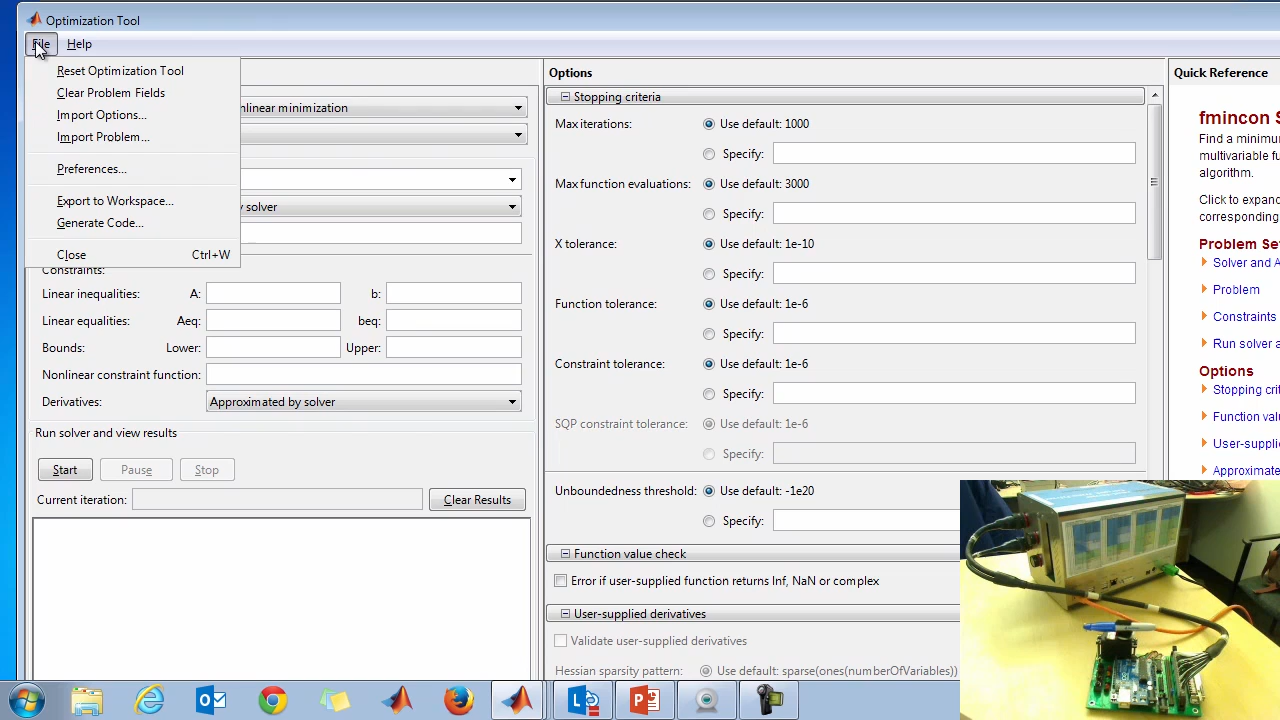 Optimization Tool
File Help
Reset Optimization Tool
Clear Problem Fields
Import Options...
Import Problem...
Preferences...
Export to Workspace...
Generate Code...
Close Ctrl+W
nlinear minimization
solver
Constraints:
Linear inequalities: A: b:
Linear equalities: Aeq: beq:
Bounds: Lower: Upper:
Nonlinear constraint function:
Derivatives: Approximated by solver
Run solver and view results
Start Pause Stop
Current iteration: Clear Results
Options
Stopping criteria
Max iterations: Use default: 1000
Specify:
Max function evaluations: Use default: 3000
Specify:
X tolerance: Use default: 1e-10
Specify:
Function tolerance: Use default: 1e-6
Specify:
Constraint tolerance: Use default: 1e-6
Specify:
SQP constraint tolerance: Use default: 1e-6
Specify:
Unboundedness threshold: Use default: -1e20
Specify:
Function value check
Error if user-supplied function returns Inf, NaN or complex
User-supplied derivatives
Validate user-supplied derivatives
Hessian sparsity pattern: Use default: sparse(ones(numberOfVariables))
Quick Reference
fmincon S
Find a minimum
multivariable fu
algorithm.
Click to expand
corresponding
Problem Se
Solver and A
Problem
Constraints
Run solver a
Options
Stopping crit
Function valu
User-supplie
Approximate